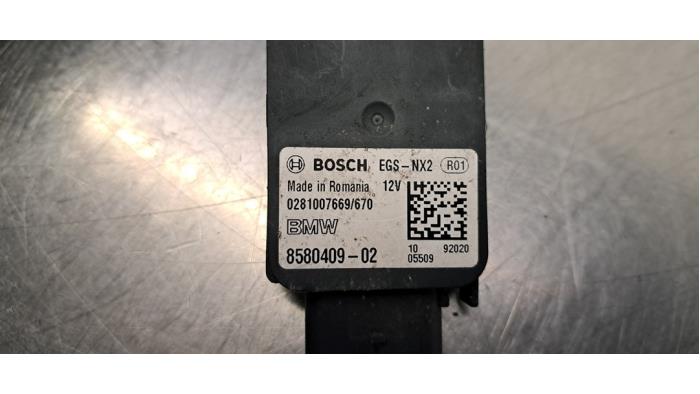 BOSCH EGS-NX2 R01
Made in Romania 12V
0281007669/670
BMW
8580409-02
10 92020
05509